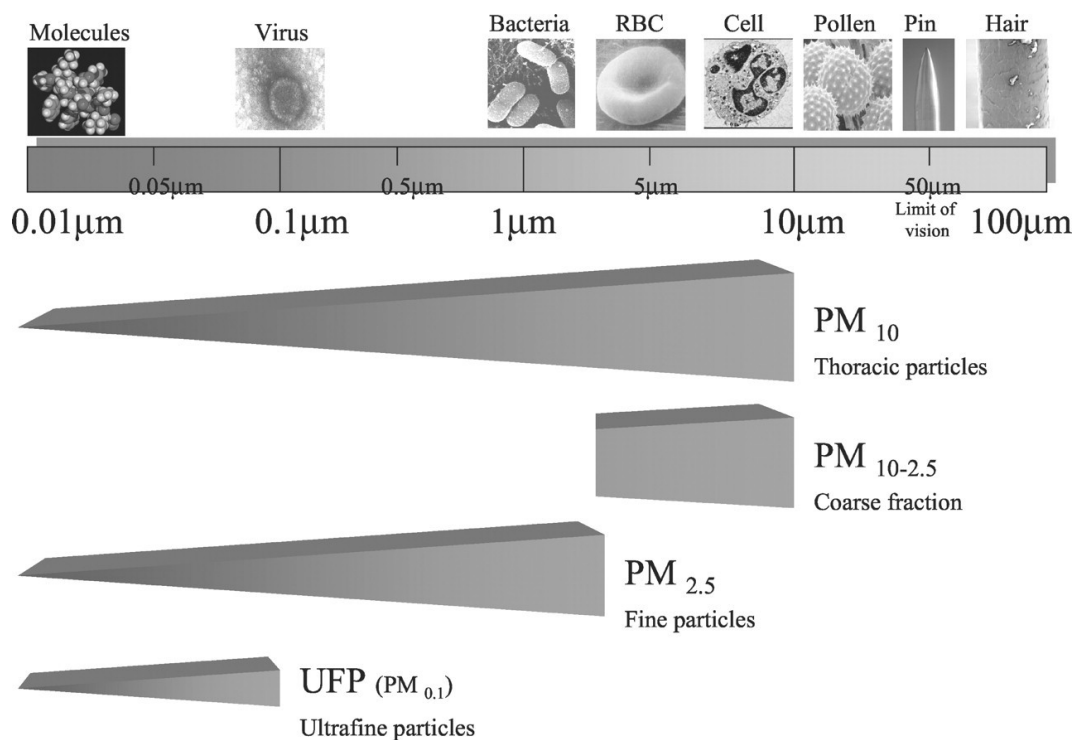 Molecules
Virus
Bacteria
RBC
Cell
Pollen
Pin
Hair
0.05μm
0.5μm
5μm
50μm
0.01μm
0.1μm
1μm
10μm
Limit of
vision
100μm
PM 10
Thoracic particles
PM 10-2.5
Coarse fraction
PM 2.5
Fine particles
UFP (PM 0.1)
Ultrafine particles